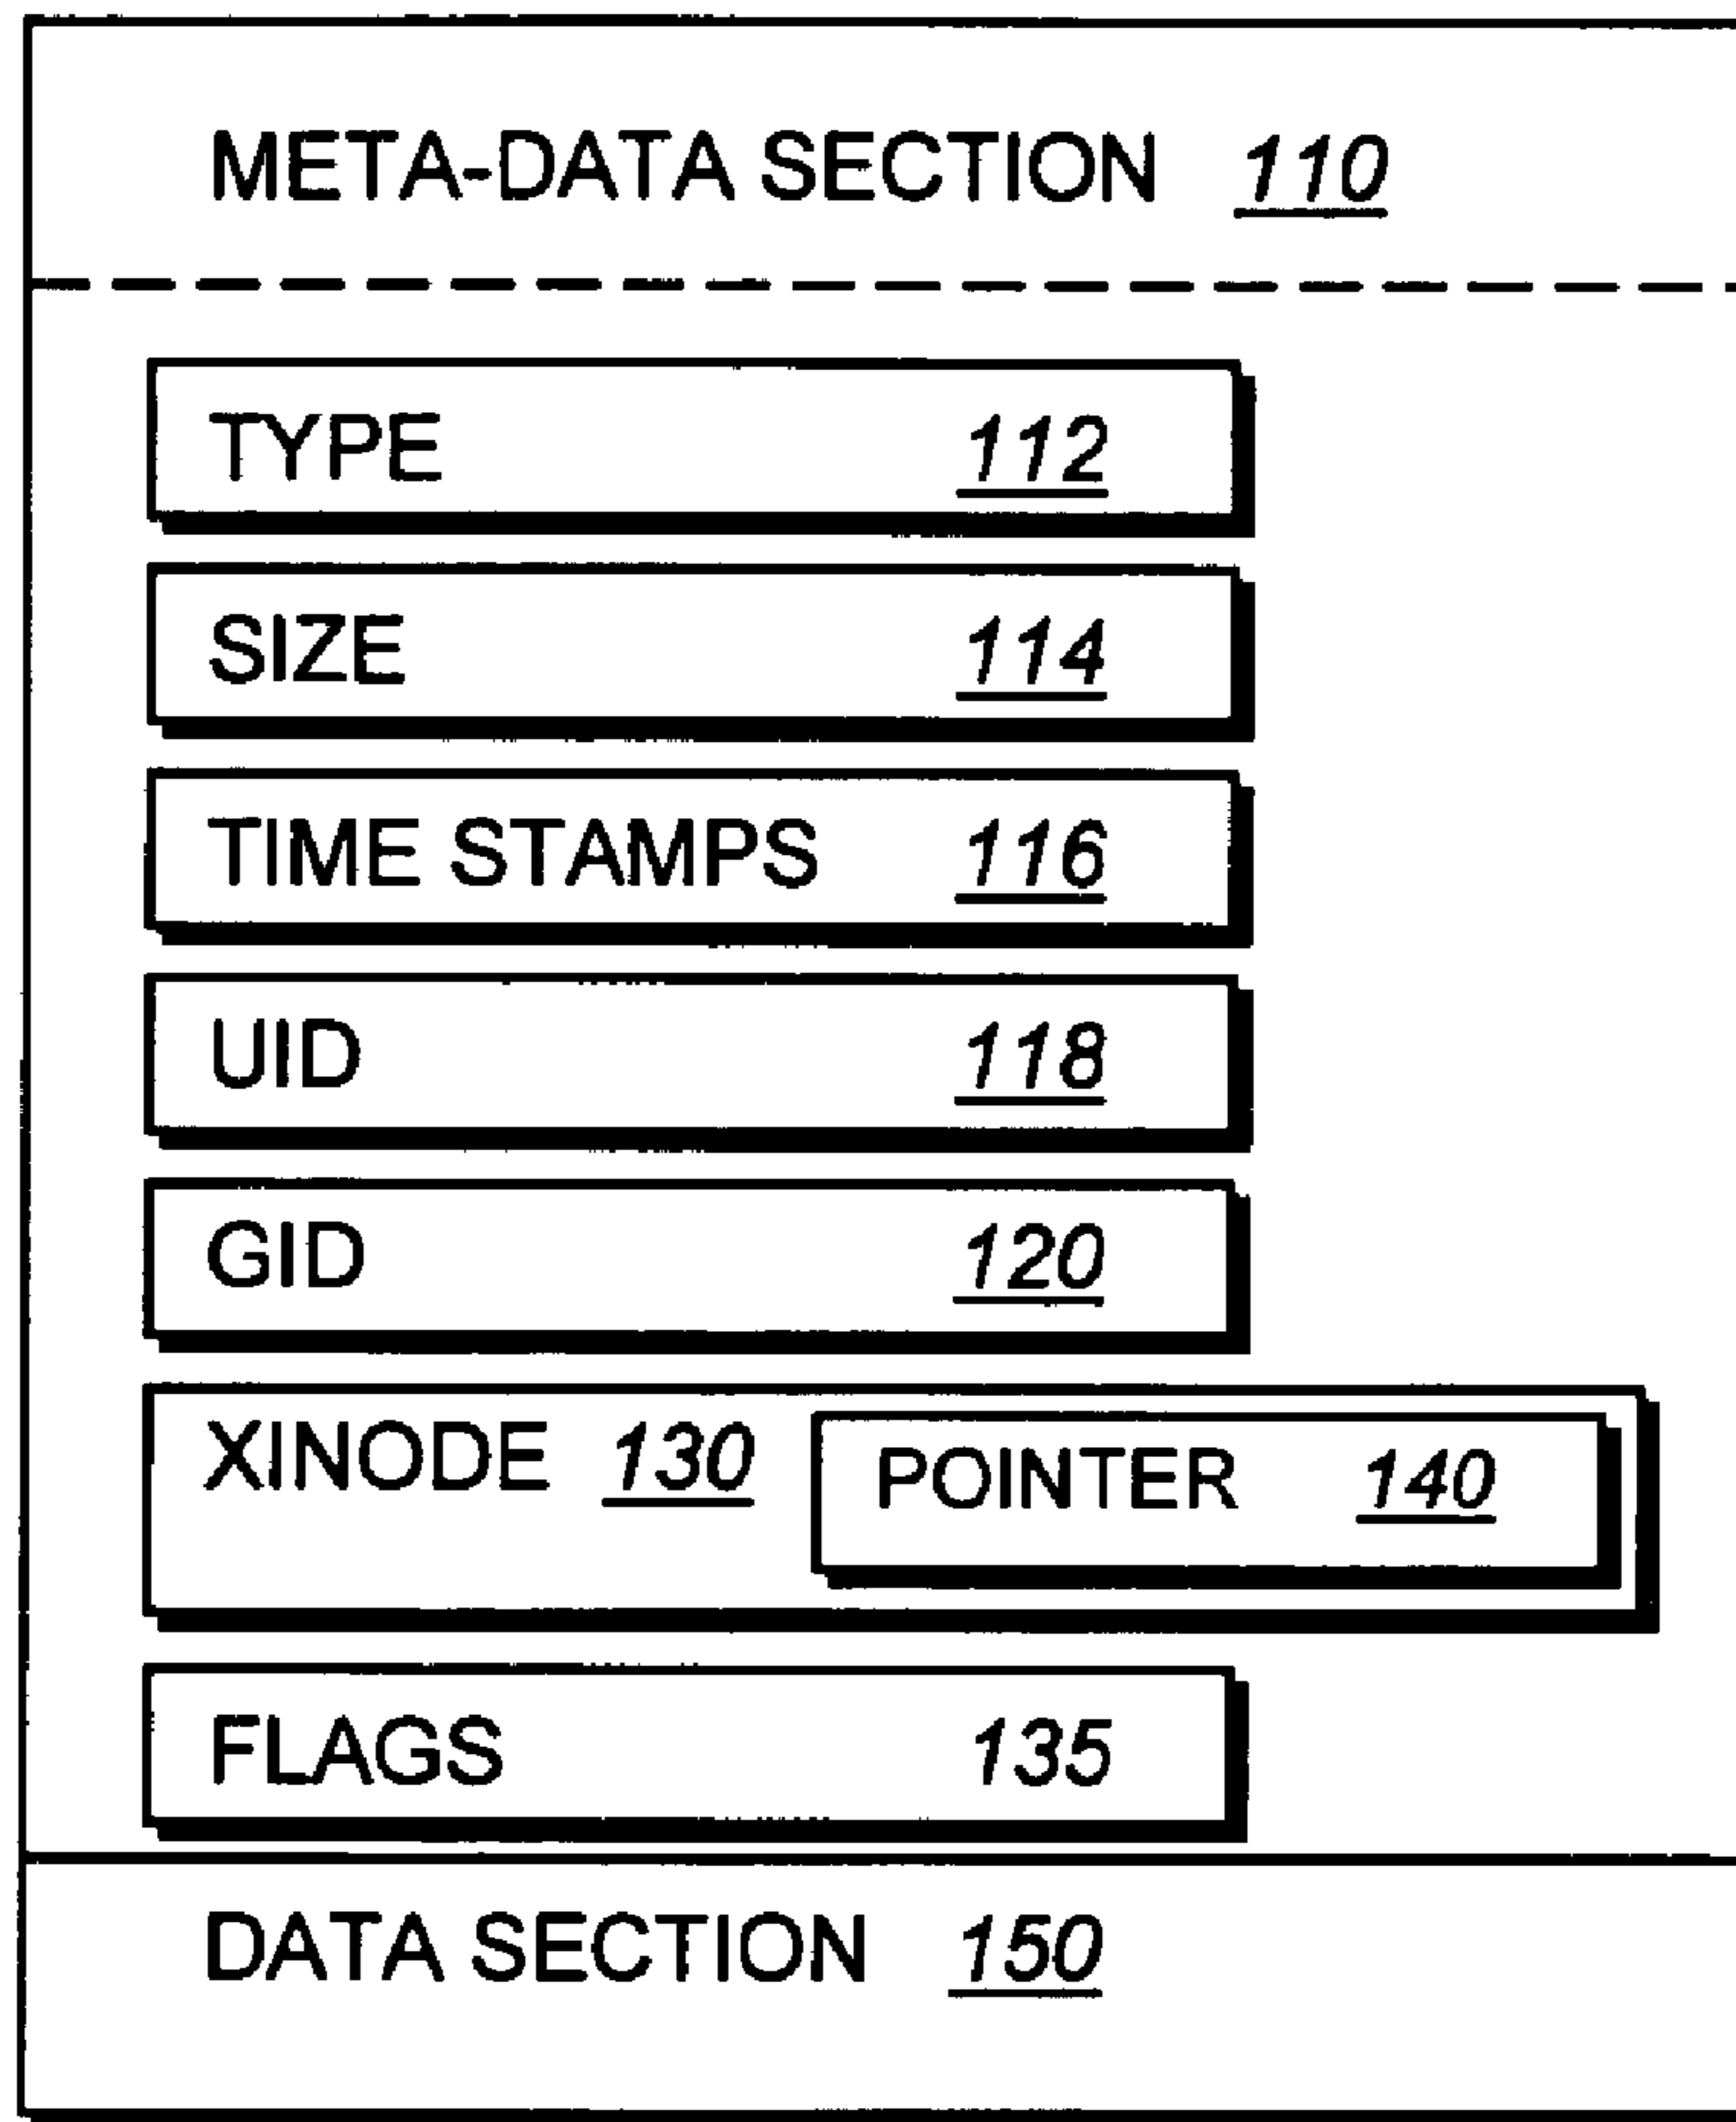 META-DATA SECTION 110
TYPE 112
SIZE 114
TIME STAMPS 116
UID 118
GID 120
XINODE 130 POINTER 140
FLAGS 135
DATA SECTION 150